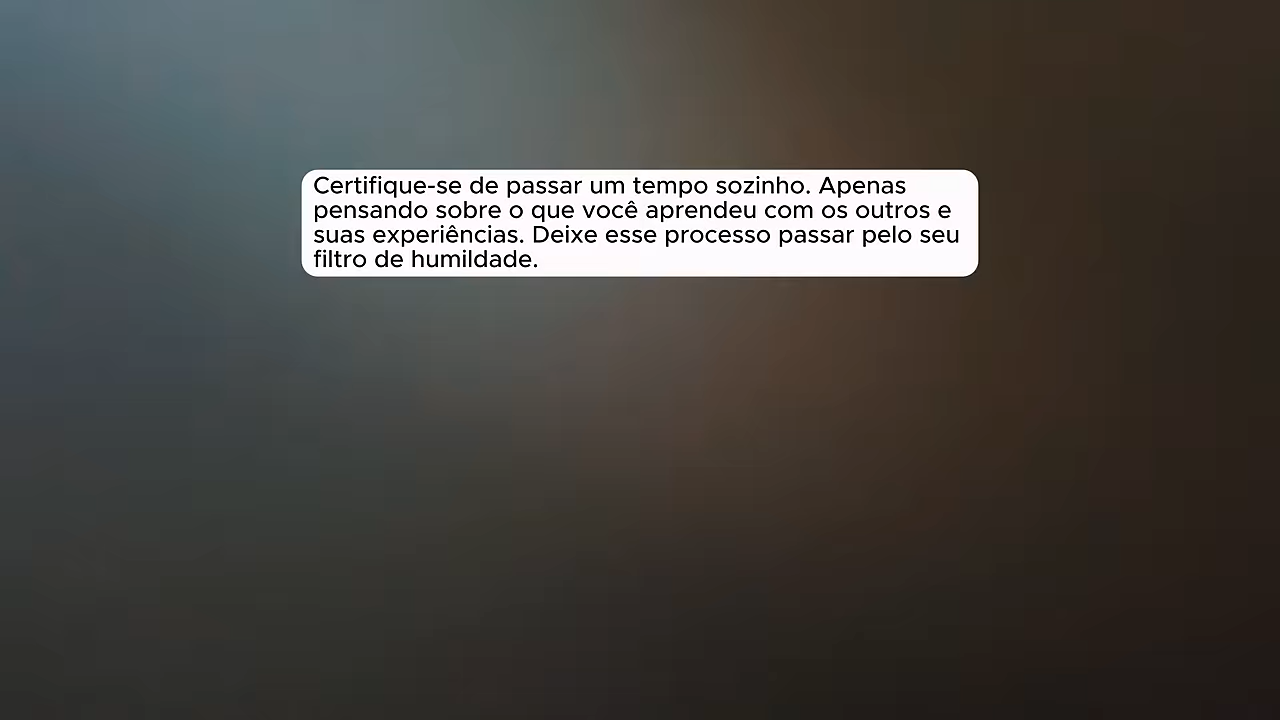 Certifique-se de passar um tempo sozinho. Apenas
pensando sobre o que você aprendeu com os outros e
suas experiências. Deixe esse processo passar pelo seu
filtro de humildade.